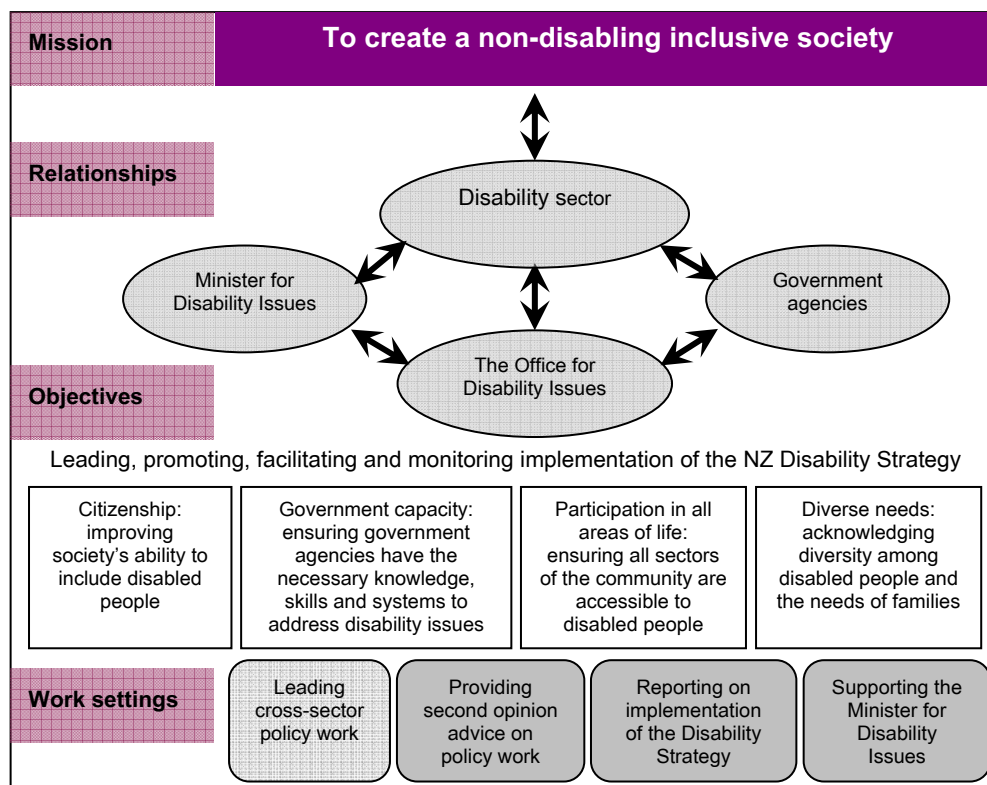 Mission
To create a non-disabling inclusive society
Relationships
Disability sector
Minister for
Disability Issues
Government
agencies
The Office for
Disability Issues
Objectives
Leading, promoting, facilitating and monitoring implementation of the NZ Disability Strategy
Citizenship:
improving
society's ability to
include disabled
people
Government capacity:
ensuring government
agencies have the
necessary knowledge,
skills and systems to
address disability issues
Participation in all
areas of life:
ensuring all sectors
of the community are
accessible to
disabled people
Diverse needs:
acknowledging
diversity among
disabled people and
the needs of families
Work settings
Leading
cross-sector
policy work
Providing
second opinion
advice on
policy work
Reporting on
implementation
of the Disability
Strategy
Supporting the
Minister for
Disability
Issues